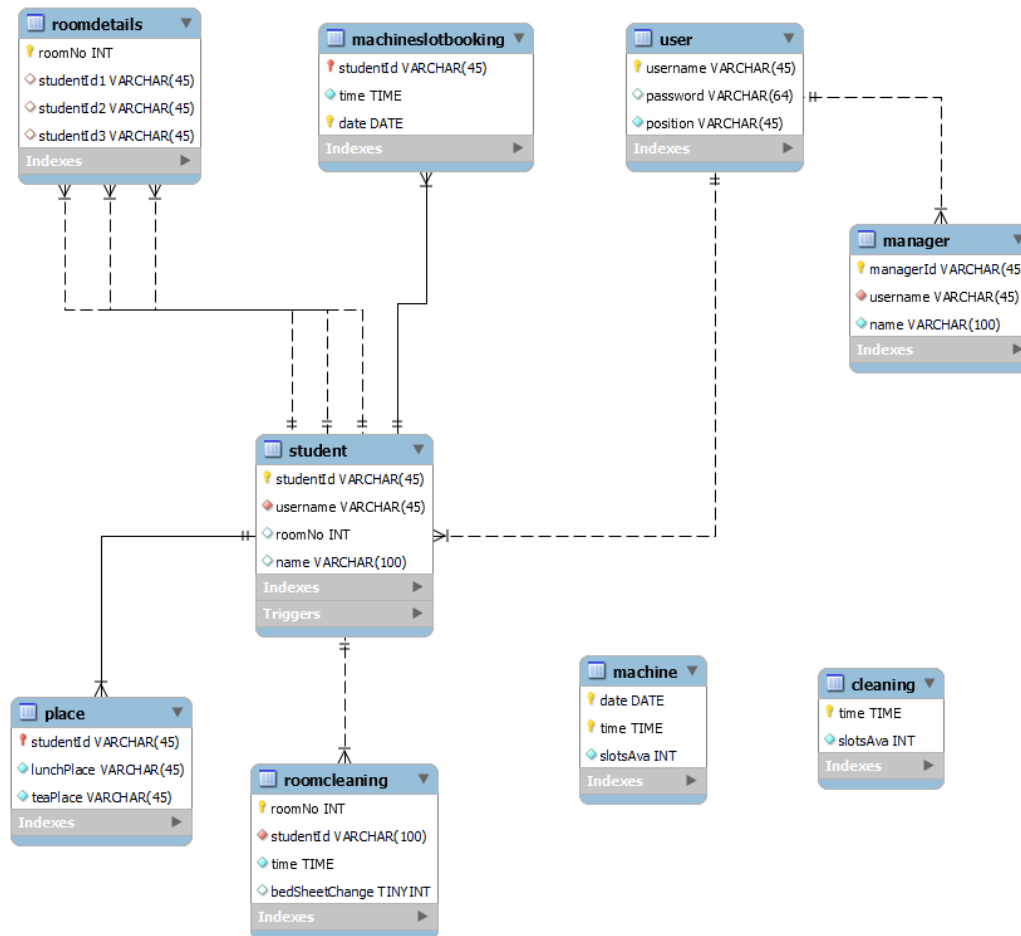 roomdetails
roomNo INT
studentId1 VARCHAR(45)
studentId2 VARCHAR(45)
studentId3 VARCHAR(45)
Indexes
machineslotbooking
studentId VARCHAR(45)
time TIME
date DATE
Indexes
user
username VARCHAR(45)
password VARCHAR(64)
position VARCHAR(45)
Indexes
manager
managerId VARCHAR(45
username VARCHAR(45)
name VARCHAR(100)
Indexes
student
studentId VARCHAR(45)
username VARCHAR(45)
roomNo INT
name VARCHAR(100)
Indexes
Triggers
place
studentId VARCHAR(45)
lunchPlace VARCHAR(45)
teaPlace VARCHAR(45)
Indexes
roomcleaning
roomNo INT
studentId VARCHAR(100)
time TIME
bedSheetChange TINYINT
Indexes
machine
date DATE
time TIME
slotsAva INT
Indexes
cleaning
time TIME
slotsAva INT
Indexes